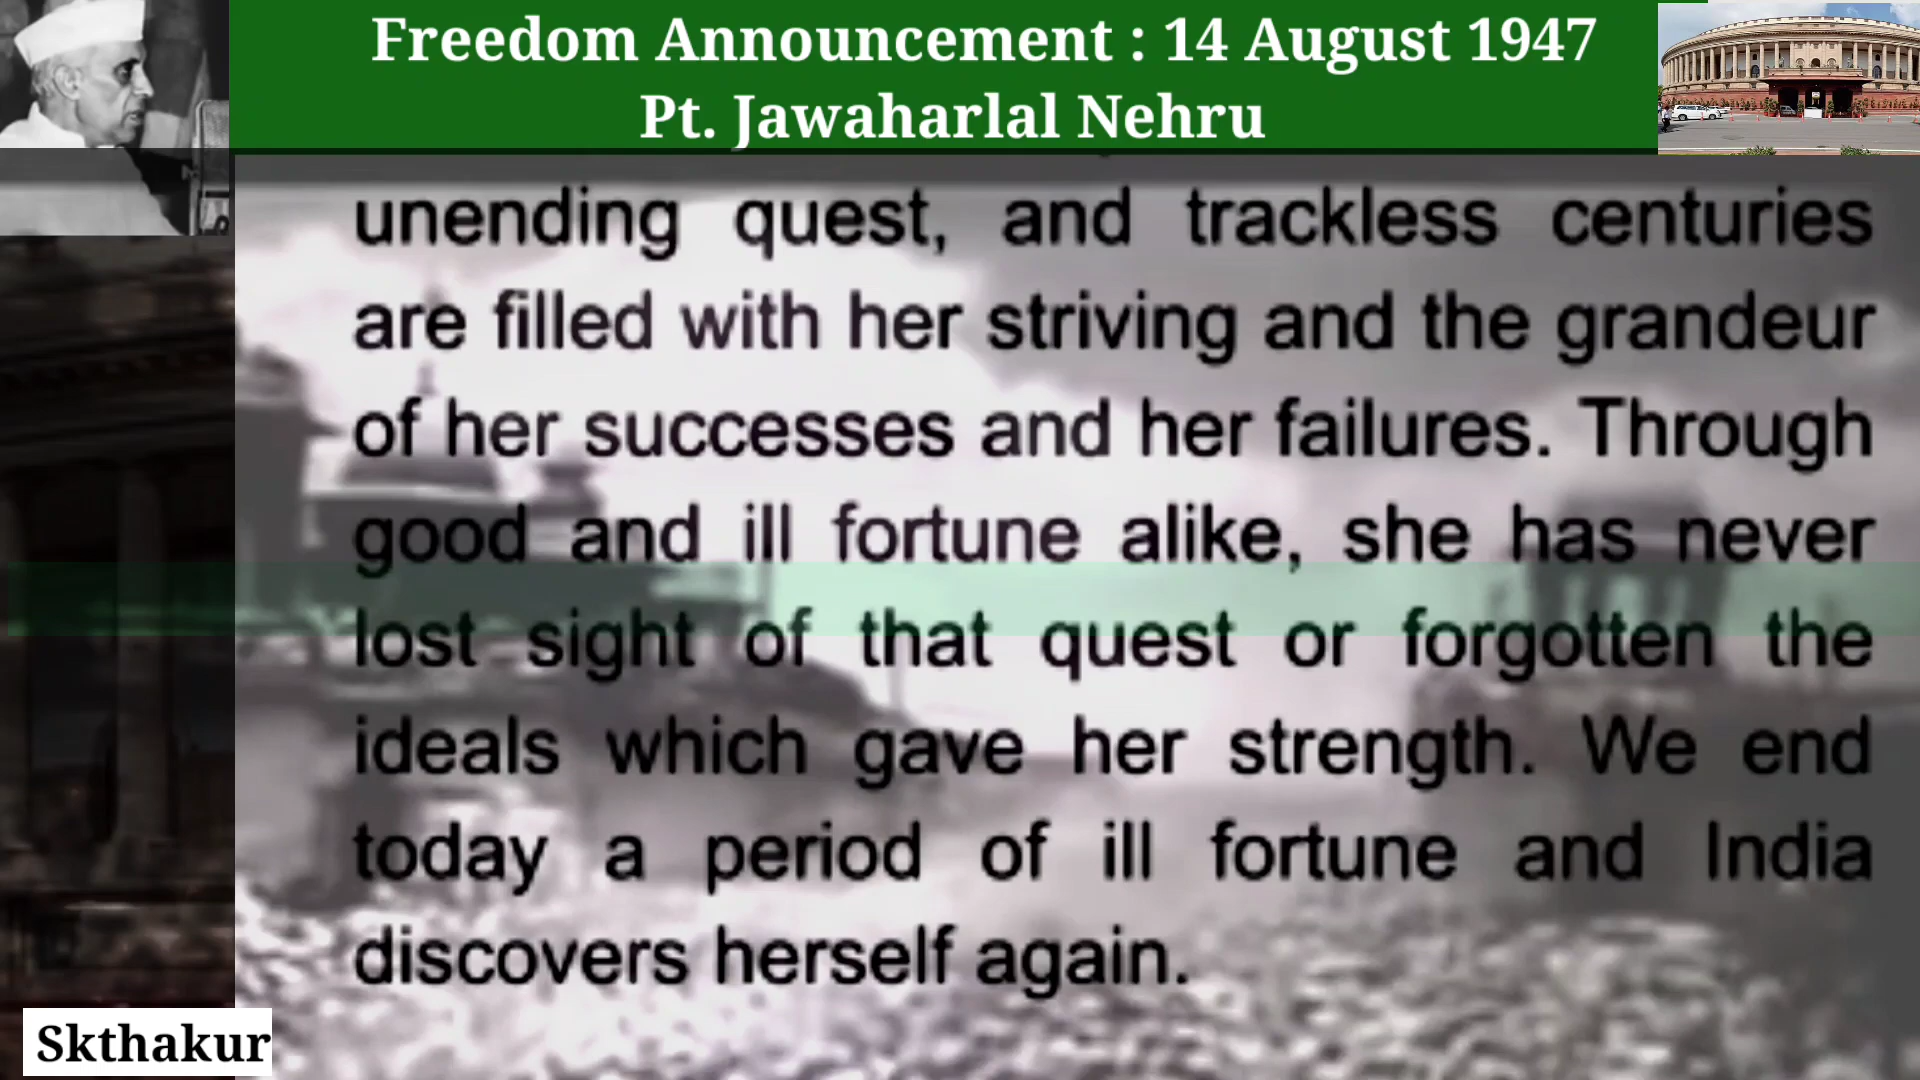 Freedom Announcement : 14 August 1947
Pt. Jawaharlal Nehru
unending quest, and trackless centuries
are filled with her striving and the grandeur
of her successes and her failures. Through
good and ill fortune alike, she has never
lost sight of that quest or forgotten the
ideals which gave her strength. We end
today a period of ill fortune and India
discovers herself again.
Skthakur